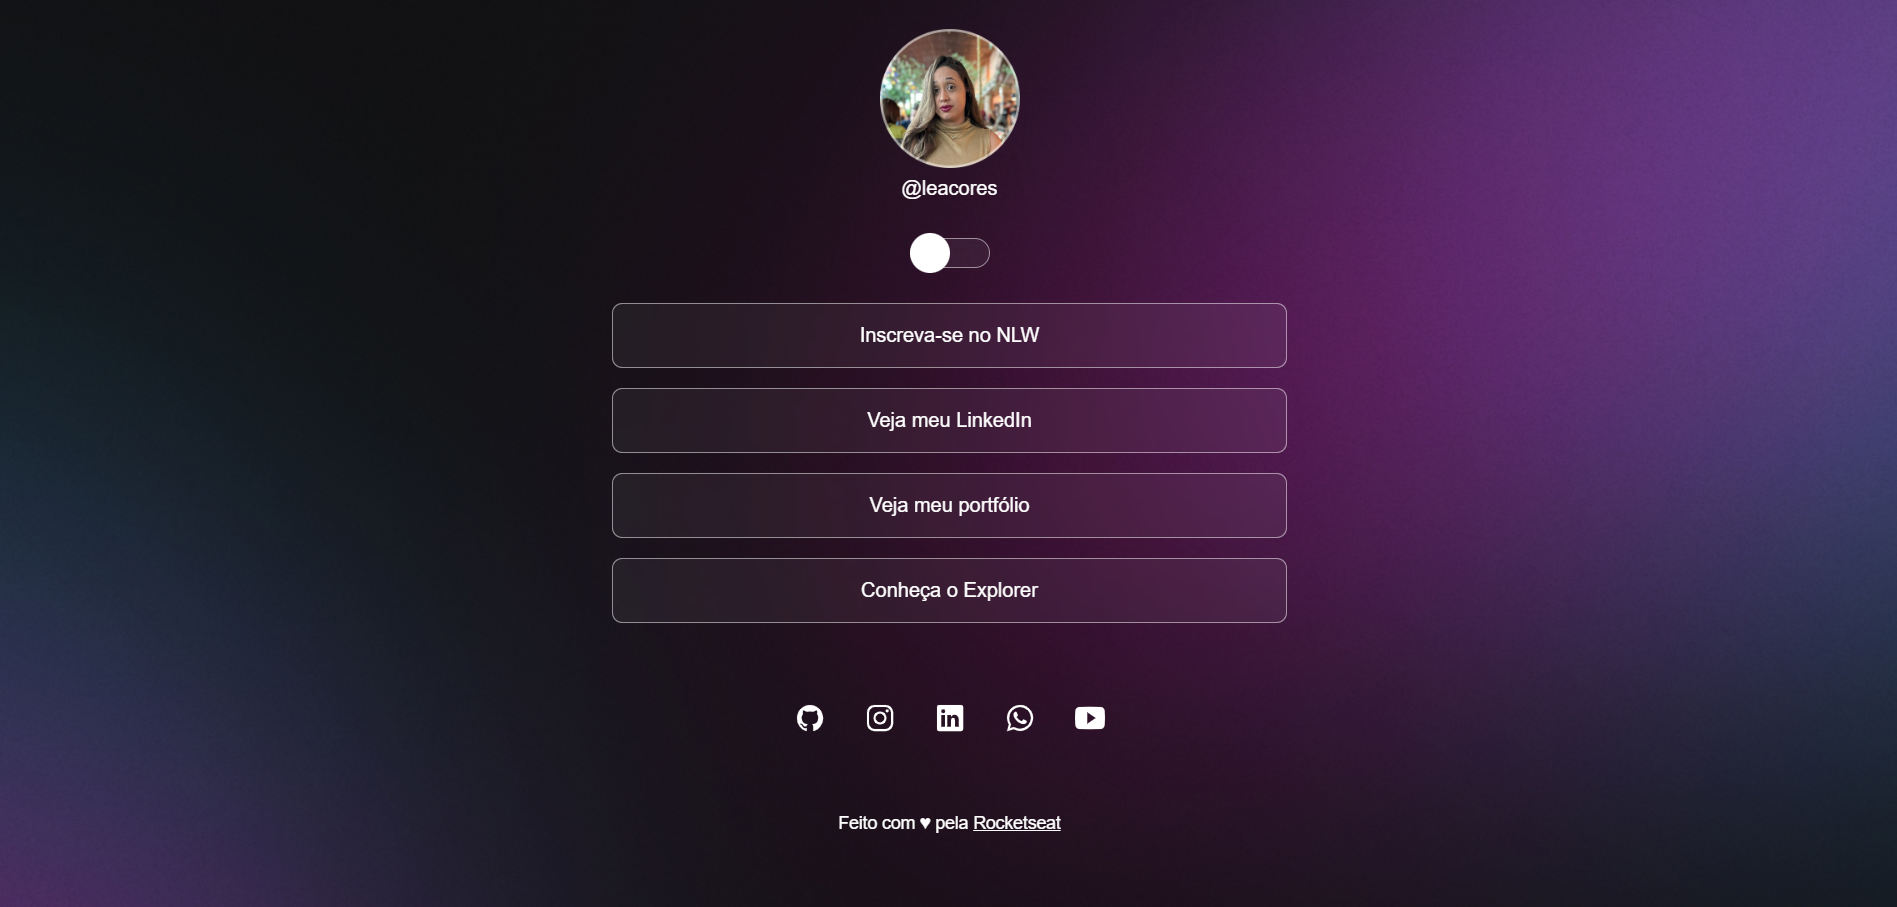 @leacores
Inscreva-se no NLW
Veja meu LinkedIn
Veja meu portfólio
Conheça o Explorer
Feito com ♥ pela Rocketseat